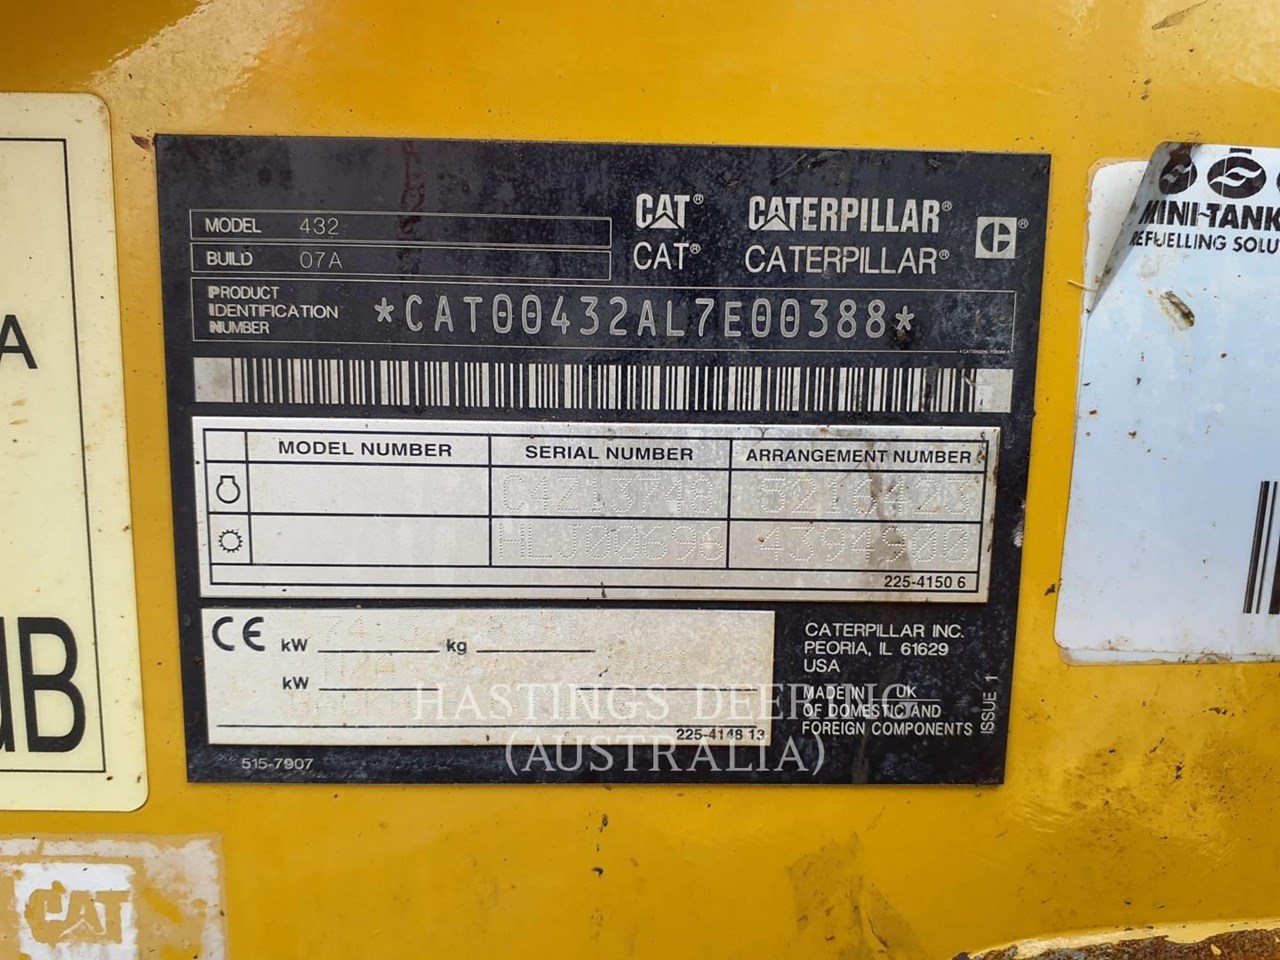 MODEL 432
BUILD 07A
CAT® CATERPILLAR®
CAT® CATERPILLAR®
PRODUCT IDENTIFICATION NUMBER
*CAT00432AL7E00388*
MODEL NUMBER SERIAL NUMBER ARRANGEMENT NUMBER
C4Z13748 5216423
HLJ00696 4394900
225-4150 6
CE kW kg
kW
225-4148 13
CATERPILLAR INC.
PEORIA, IL 61629
USA
MADE IN UK
OF DOMESTIC AND
FOREIGN COMPONENTS
ISSUE 1
515-7907
HASTINGS DEERING
(AUSTRALIA)
MINI-TANK
REFUELLING SOLU
A
B
CAT